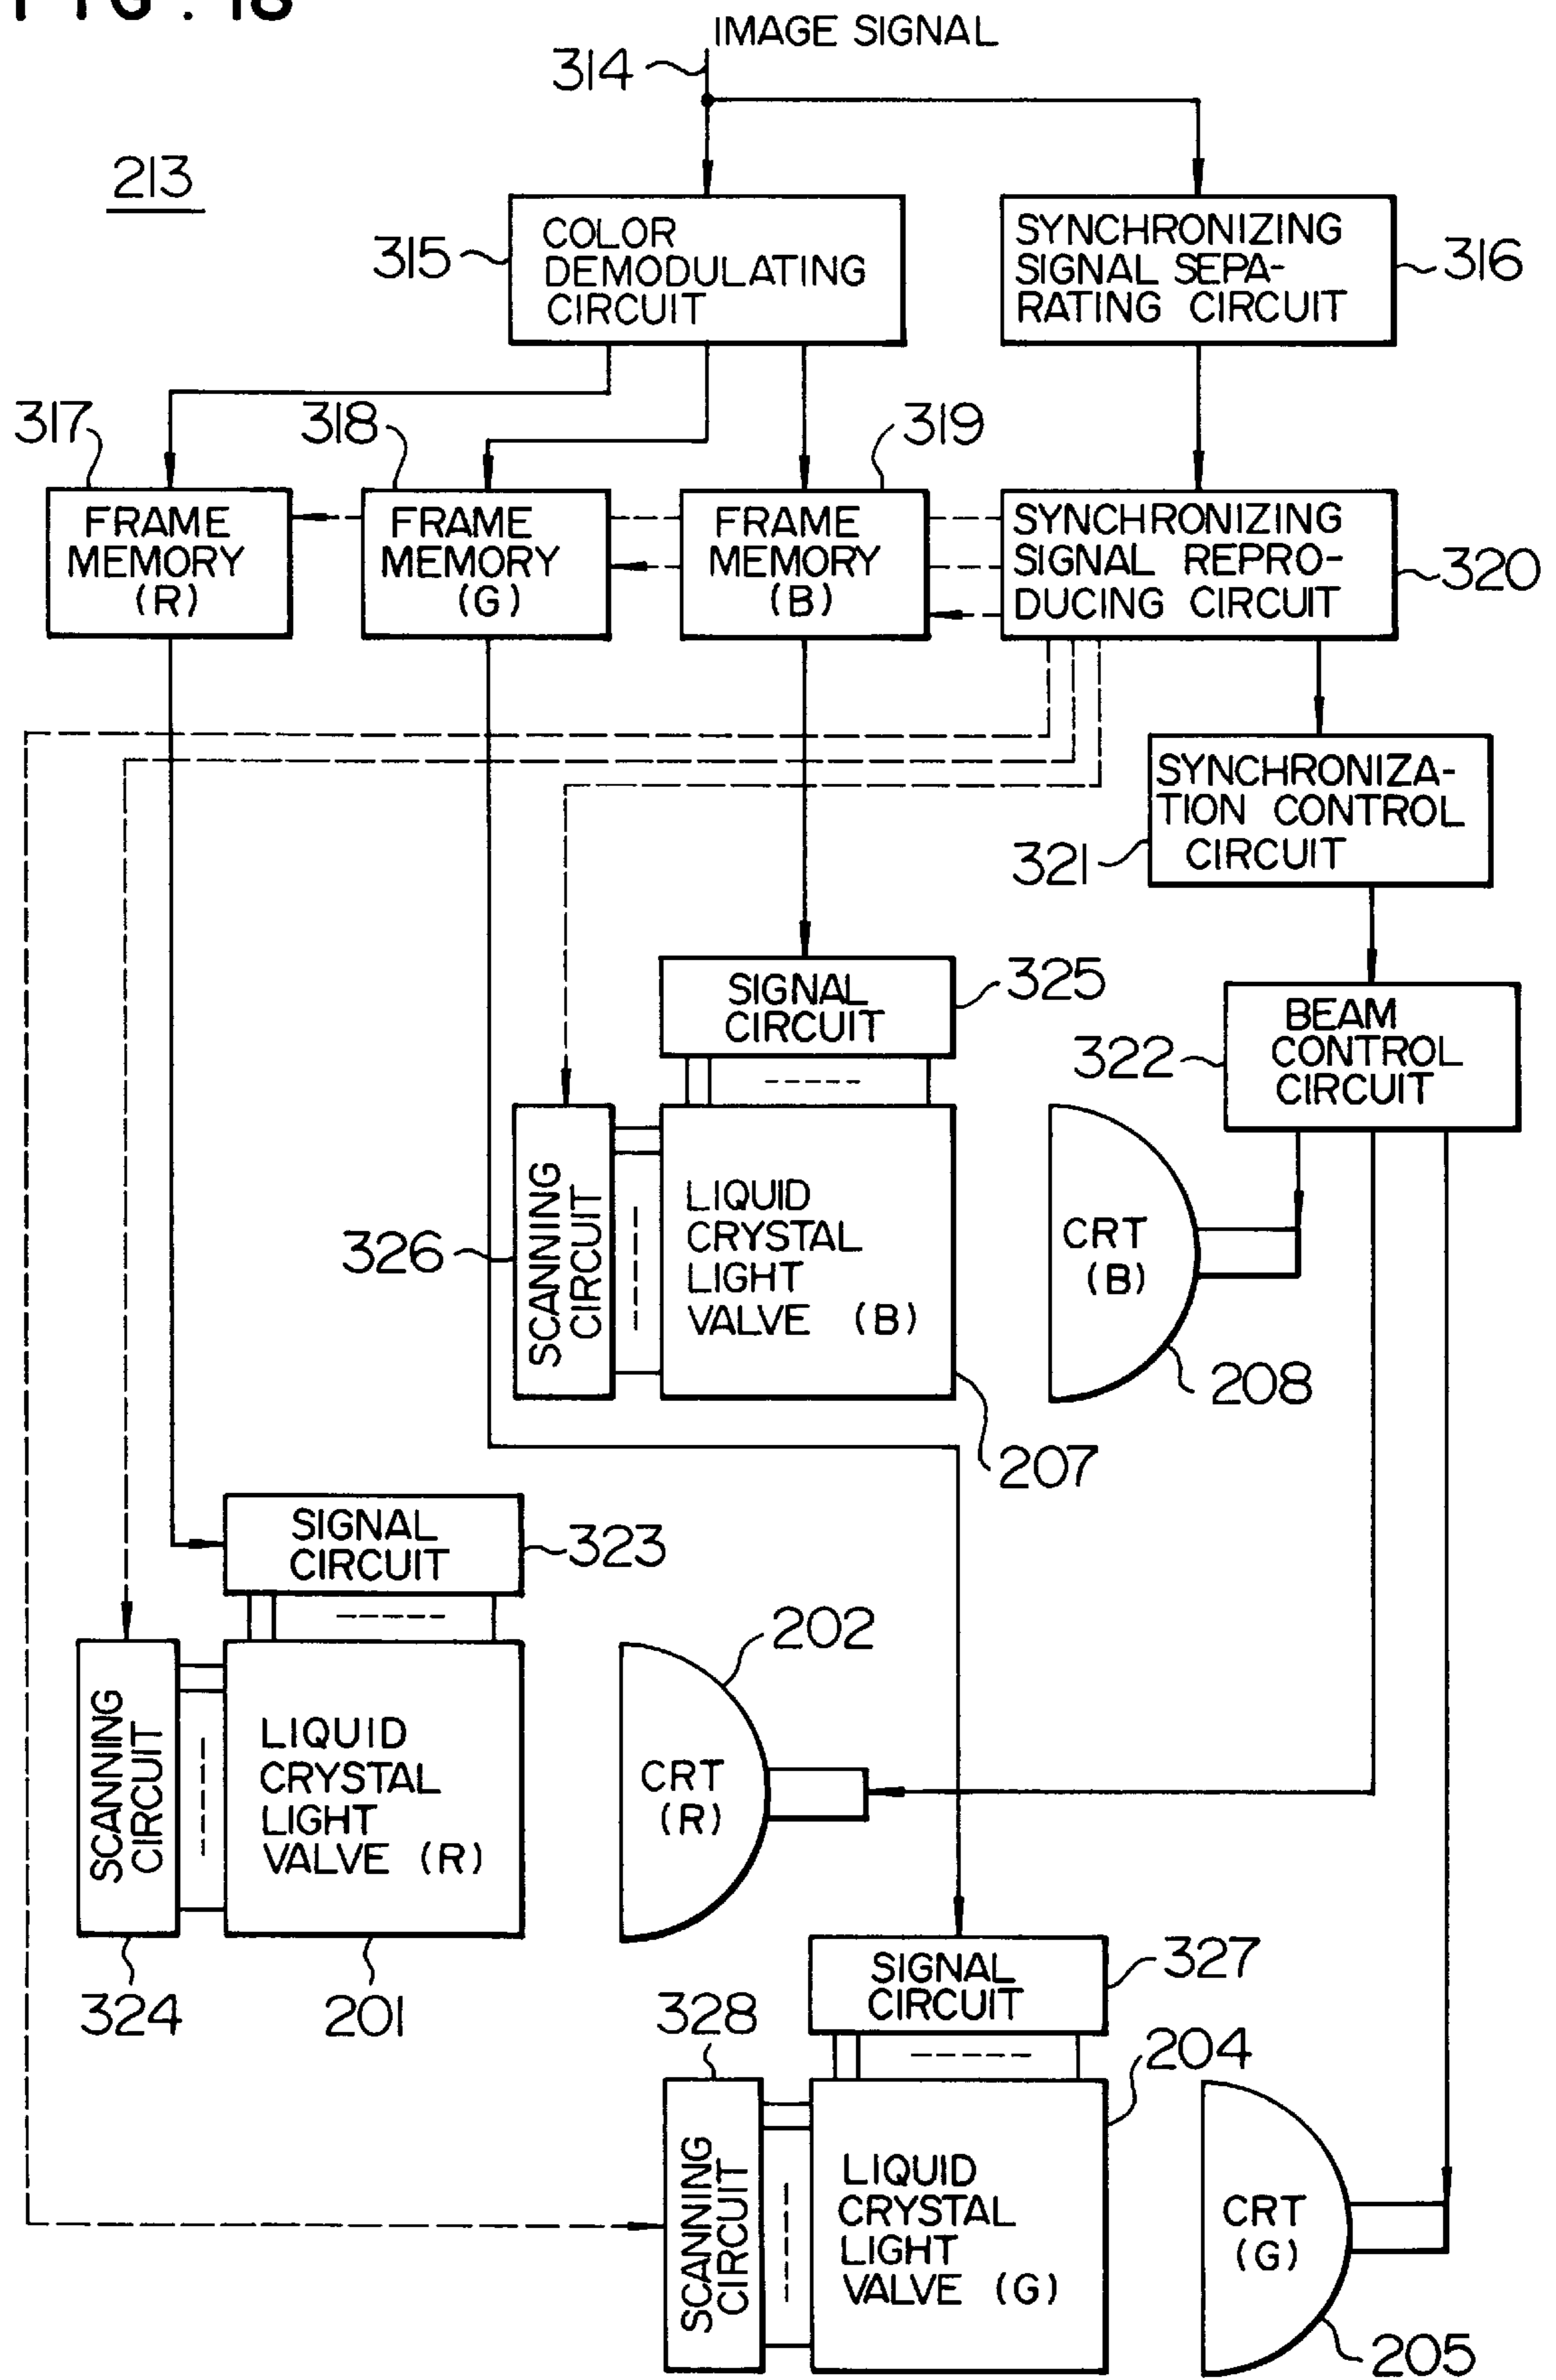 FIG. 18
IMAGE SIGNAL
314
213
COLOR
DEMODULATING
CIRCUIT
315
SYNCHRONIZING
SIGNAL SEPA-
RATING CIRCUIT
316
317
318
319
FRAME
MEMORY
(R)
FRAME
MEMORY
(G)
FRAME
MEMORY
(B)
SYNCHRONIZING
SIGNAL REPRO-
DUCING CIRCUIT
320
SYNCHRONIZA-
TION CONTROL
CIRCUIT
321
SIGNAL
CIRCUIT
325
BEAM
CONTROL
CIRCUIT
322
SCANNING
CIRCUIT
326
LIQUID
CRYSTAL
LIGHT
VALVE (B)
207
CRT
(B)
208
SIGNAL
CIRCUIT
323
SCANNING
CIRCUIT
324
LIQUID
CRYSTAL
LIGHT
VALVE (R)
201
202
CRT
(R)
SIGNAL
CIRCUIT
327
328
204
SCANNING
CIRCUIT
LIQUID
CRYSTAL
LIGHT
VALVE (G)
CRT
(G)
205